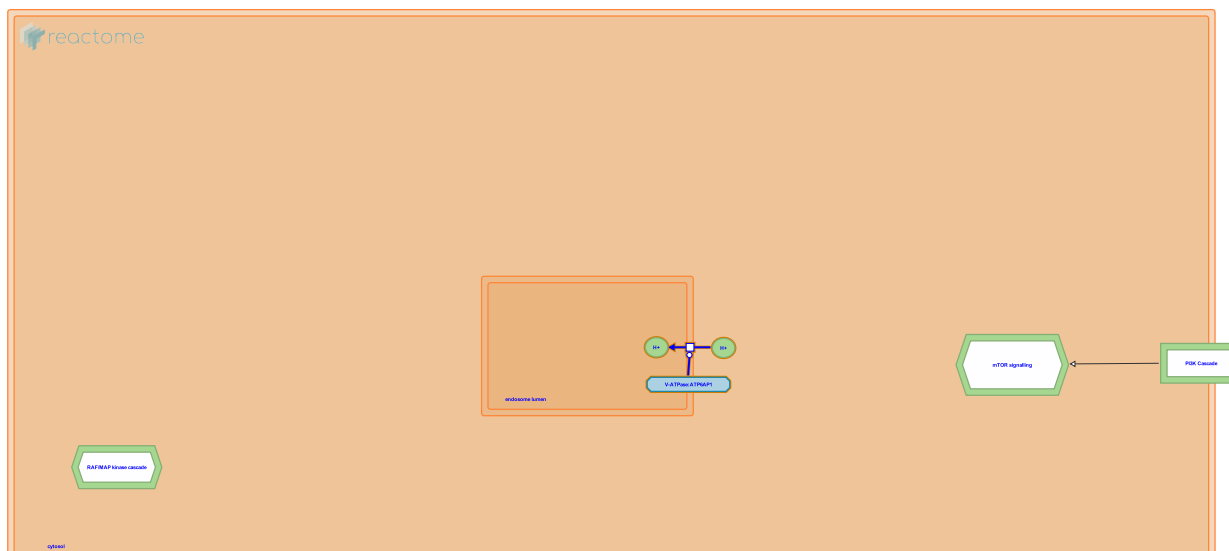 reactome
H+
H+
V-ATPase:ATP6AP1
endosome lumen
mTOR signalling
PI3K Cascade
RAF/MAP kinase cascade
cytosol